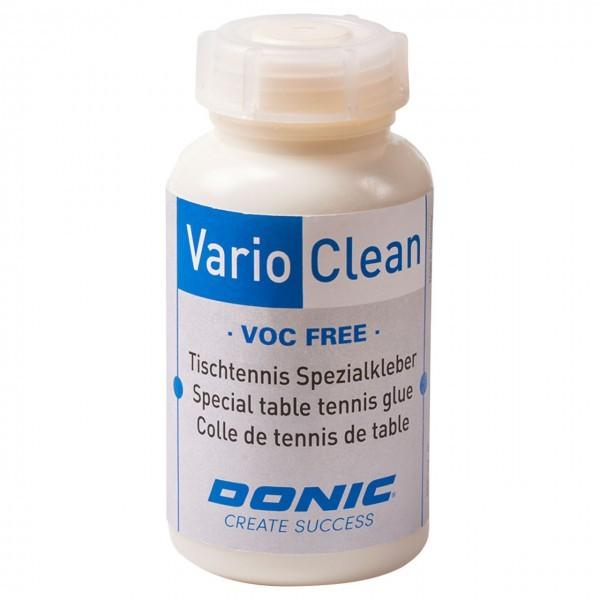 Vario Clean
· VOC FREE ·
Tischtennis Spezialkleber
Special table tennis glue
Colle de tennis de table
DONIC®
CREATE SUCCESS